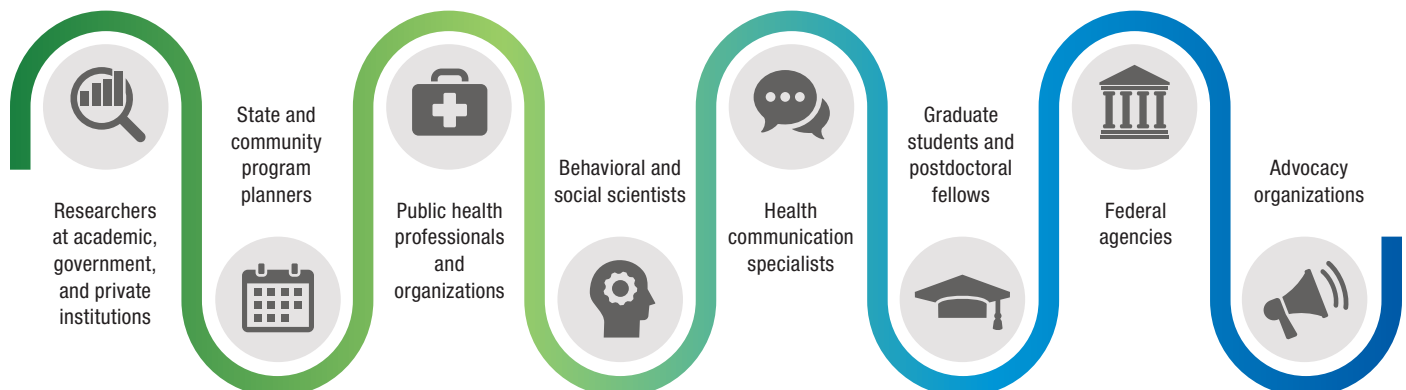 Researchers
at academic,
government,
and private
institutions
State and
community
program
planners
Public health
professionals
and
organizations
Behavioral and
social scientists
Health
communication
specialists
Graduate
students and
postdoctoral
fellows
Federal
agencies
Advocacy
organizations